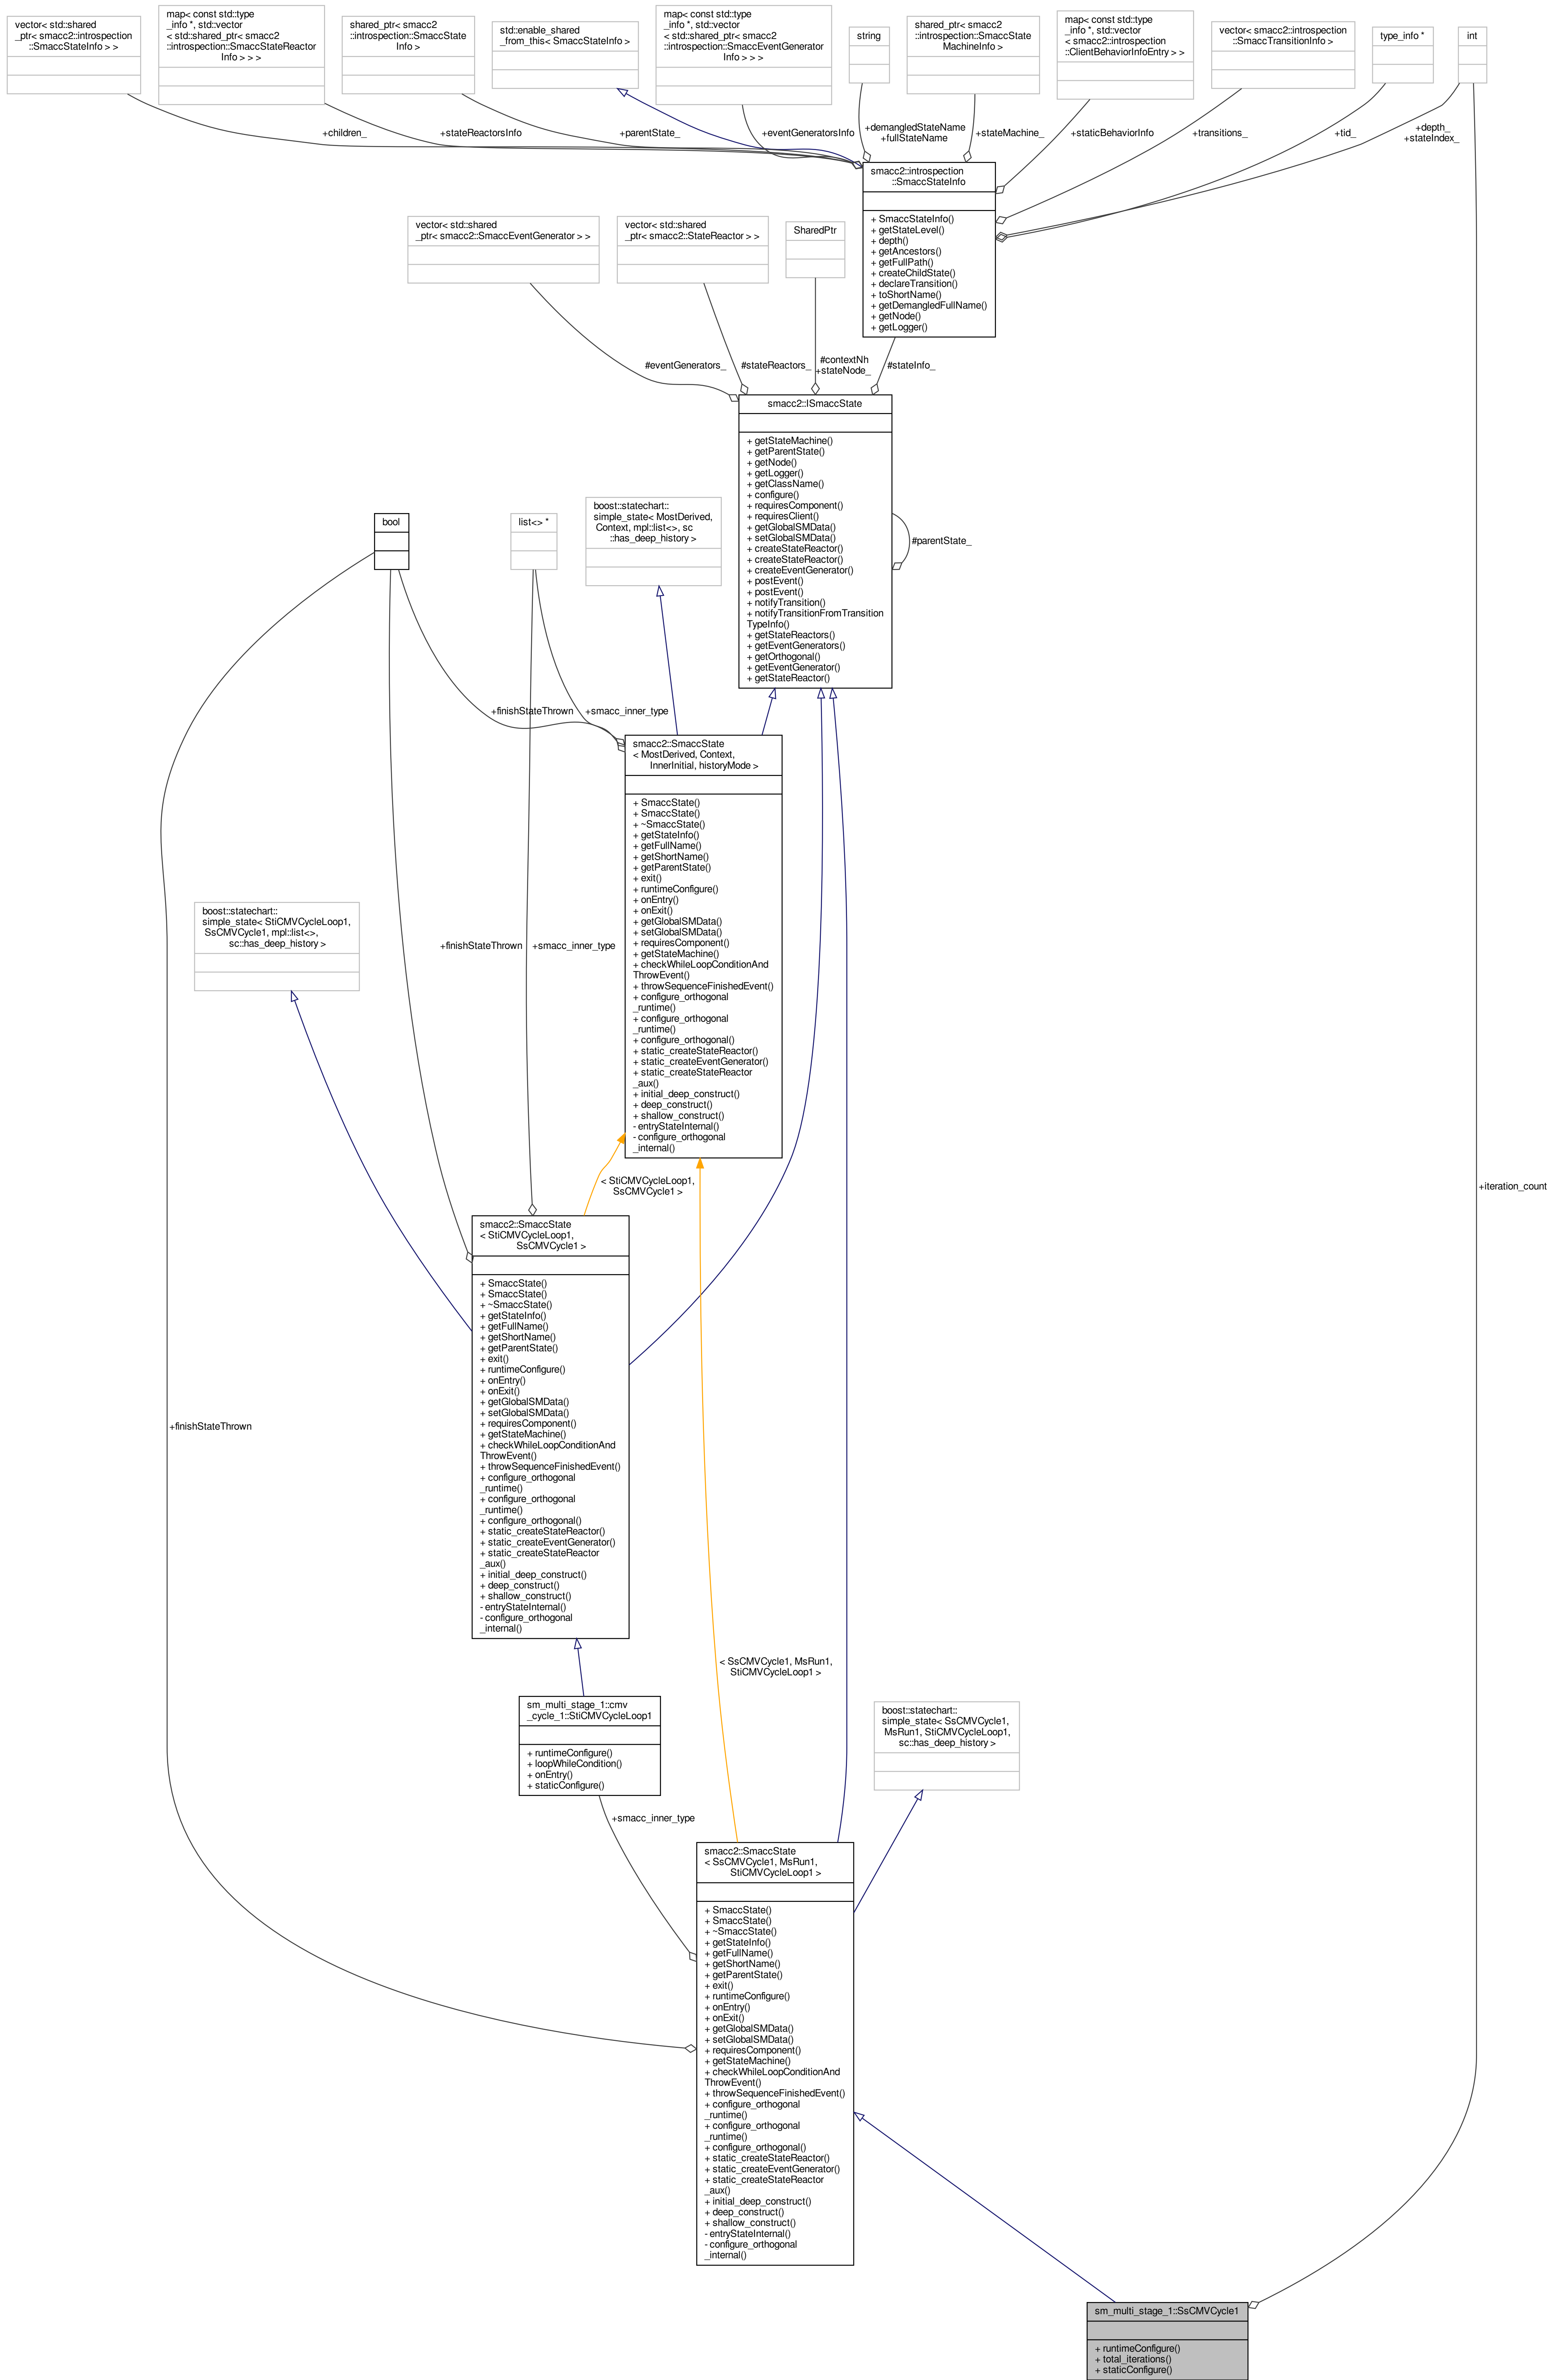 vector< std::shared
_ptr< smacc2::introspection
::SmaccStateInfo > >
map< const std::type
_info *, std::vector
< std::shared_ptr< smacc2
::introspection::SmaccStateReactor
Info > > >
shared_ptr< smacc2
::introspection::SmaccState
Info >
std::enable_shared
_from_this< SmaccStateInfo >
map< const std::type
_info *, std::vector
< std::shared_ptr< smacc2
::introspection::SmaccEventGenerator
Info > > >
string
shared_ptr< smacc2
::introspection::SmaccState
MachineInfo >
map< const std::type
_info *, std::vector
< smacc2::introspection
::ClientBehaviorInfoEntry > >
vector< smacc2::introspection
::SmaccTransitionInfo >
type_info *
int
+children_
+stateReactorsInfo
+parentState_
+eventGeneratorsInfo
+demangledStateName
+fullStateName
+stateMachine_
+staticBehaviorInfo
+transitions_
+tid_
+depth_
+stateIndex_
smacc2::introspection
::SmaccStateInfo
+ SmaccStateInfo()
+ getStateLevel()
+ depth()
+ getAncestors()
+ getFullPath()
+ createChildState()
+ declareTransition()
+ toShortName()
+ getDemangledFullName()
+ getNode()
+ getLogger()
vector< std::shared
_ptr< smacc2::SmaccEventGenerator > >
vector< std::shared
_ptr< smacc2::StateReactor > >
SharedPtr
#eventGenerators_
#stateReactors_
#contextNh
+stateNode_
#stateInfo_
smacc2::ISmaccState
+ getStateMachine()
+ getParentState()
+ getNode()
+ getLogger()
+ getClassName()
+ configure()
+ requiresComponent()
+ requiresClient()
+ getGlobalSMData()
+ setGlobalSMData()
+ createStateReactor()
+ createStateReactor()
+ createEventGenerator()
+ postEvent()
+ postEvent()
+ notifyTransition()
+ notifyTransitionFromTransition
TypeInfo()
+ getStateReactors()
+ getEventGenerators()
+ getOrthogonal()
+ getEventGenerator()
+ getStateReactor()
#parentState_
bool
list<> *
boost::statechart::
simple_state< MostDerived,
Context, mpl::list<>, sc
::has_deep_history >
+finishStateThrown
+smacc_inner_type
smacc2::SmaccState
< MostDerived, Context,
InnerInitial, historyMode >
+ SmaccState()
+ SmaccState()
+ ~SmaccState()
+ getStateInfo()
+ getFullName()
+ getShortName()
+ getParentState()
+ exit()
+ runtimeConfigure()
+ onEntry()
+ onExit()
+ getGlobalSMData()
+ setGlobalSMData()
+ requiresComponent()
+ getStateMachine()
+ checkWhileLoopConditionAnd
ThrowEvent()
+ throwSequenceFinishedEvent()
+ configure_orthogonal
_runtime()
+ configure_orthogonal
_runtime()
+ configure_orthogonal()
+ static_createStateReactor()
+ static_createEventGenerator()
+ static_createStateReactor
_aux()
+ initial_deep_construct()
+ deep_construct()
+ shallow_construct()
- entryStateInternal()
- configure_orthogonal
_internal()
boost::statechart::
simple_state< StiCMVCycleLoop1,
SsCMVCycle1, mpl::list<>,
sc::has_deep_history >
+finishStateThrown
+smacc_inner_type
< StiCMVCycleLoop1,
SsCMVCycle1 >
+iteration_count
smacc2::SmaccState
< StiCMVCycleLoop1,
SsCMVCycle1 >
+ SmaccState()
+ SmaccState()
+ ~SmaccState()
+ getStateInfo()
+ getFullName()
+ getShortName()
+ getParentState()
+ exit()
+ runtimeConfigure()
+ onEntry()
+ onExit()
+ getGlobalSMData()
+ setGlobalSMData()
+ requiresComponent()
+ getStateMachine()
+ checkWhileLoopConditionAnd
ThrowEvent()
+ throwSequenceFinishedEvent()
+ configure_orthogonal
_runtime()
+ configure_orthogonal
_runtime()
+ configure_orthogonal()
+ static_createStateReactor()
+ static_createEventGenerator()
+ static_createStateReactor
_aux()
+ initial_deep_construct()
+ deep_construct()
+ shallow_construct()
- entryStateInternal()
- configure_orthogonal
_internal()
+finishStateThrown
< SsCMVCycle1, MsRun1,
StiCMVCycleLoop1 >
sm_multi_stage_1::cmv
_cycle_1::StiCMVCycleLoop1
+ runtimeConfigure()
+ loopWhileCondition()
+ onEntry()
+ staticConfigure()
boost::statechart::
simple_state< SsCMVCycle1,
MsRun1, StiCMVCycleLoop1,
sc::has_deep_history >
+smacc_inner_type
smacc2::SmaccState
< SsCMVCycle1, MsRun1,
StiCMVCycleLoop1 >
+ SmaccState()
+ SmaccState()
+ ~SmaccState()
+ getStateInfo()
+ getFullName()
+ getShortName()
+ getParentState()
+ exit()
+ runtimeConfigure()
+ onEntry()
+ onExit()
+ getGlobalSMData()
+ setGlobalSMData()
+ requiresComponent()
+ getStateMachine()
+ checkWhileLoopConditionAnd
ThrowEvent()
+ throwSequenceFinishedEvent()
+ configure_orthogonal
_runtime()
+ configure_orthogonal
_runtime()
+ configure_orthogonal()
+ static_createStateReactor()
+ static_createEventGenerator()
+ static_createStateReactor
_aux()
+ initial_deep_construct()
+ deep_construct()
+ shallow_construct()
- entryStateInternal()
- configure_orthogonal
_internal()
sm_multi_stage_1::SsCMVCycle1
+ runtimeConfigure()
+ total_iterations()
+ staticConfigure()